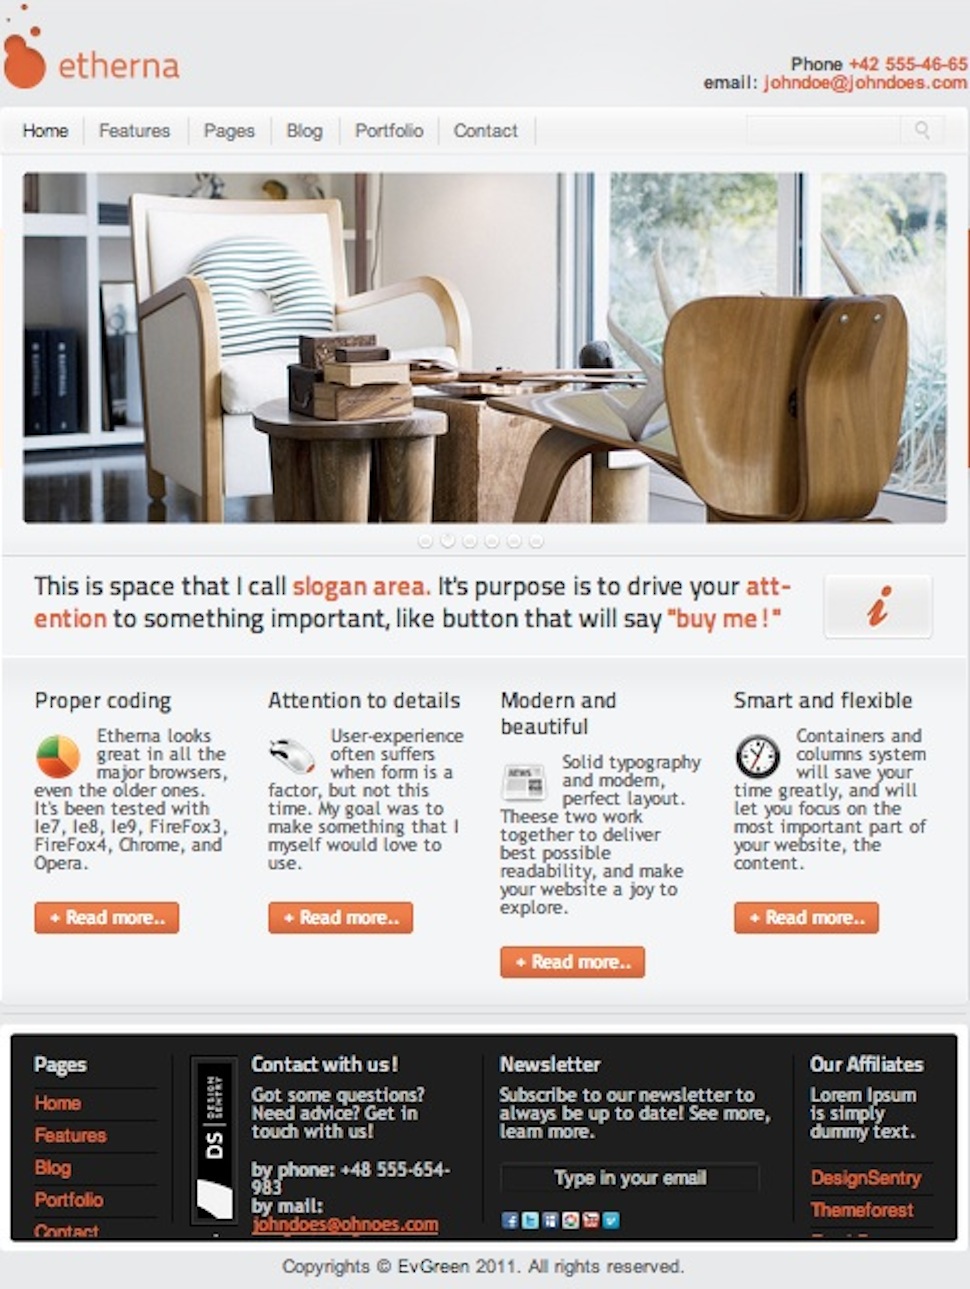 etherna
Phone +42 555-46-65
email: johndoe@johndoes.com
Home
Features
Pages
Blog
Portfolio
Contact
This is space that I call slogan area. It's purpose is to drive your att-
ention to something important, like button that will say "buy me!"
i
Proper coding
Etherna looks
great in all the
major browsers,
even the older ones.
It's been tested with
Ie7, Ie8, Ie9, FireFox3,
FireFox4, Chrome, and
Opera.
+ Read more..
Attention to details
User-experience
often suffers
when form is a
factor, but not this
time. My goal was to
make something that I
myself would love to
use.
+ Read more..
Modern and
beautiful
NEWS
Solid typography
and modern,
perfect layout.
Theese two work
together to deliver
best possible
readability, and make
your website a joy to
explore.
+ Read more..
Smart and flexible
Containers and
columns system
will save your
time greatly, and will
let you focus on the
most important part of
your website, the
content.
+ Read more..
Pages
Home
Features
Blog
Portfolio
Contact
DS | DESIGN
SENTRY
Contact with us!
Got some questions?
Need advice? Get in
touch with us!
by phone: +48 555-654-
983
by mail:
johndoes@ohnoes.com
Newsletter
Subscribe to our newsletter to
always be up to date! See more,
learn more.
Type in your email
Our Affiliates
Lorem Ipsum
is simply
dummy text.
DesignSentry
Themeforest
Copyrights © EvGreen 2011. All rights reserved.